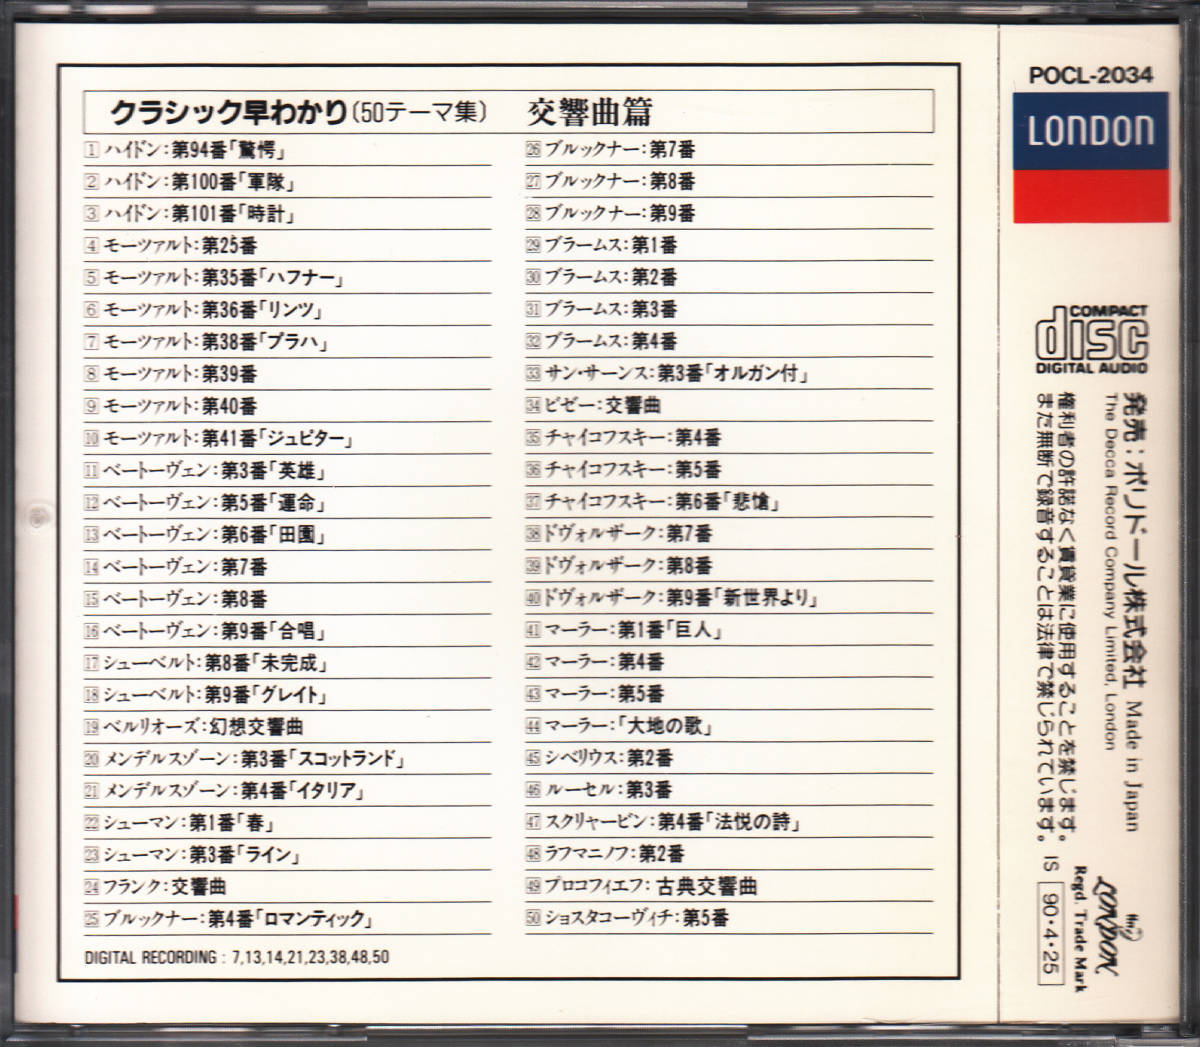 クラシック早わかり(50テーマ集) 交響曲篇
1 ハイドン:第94番「驚愕」
2 ハイドン:第100番「軍隊」
3 ハイドン:第101番「時計」
4 モーツァルト:第25番
5 モーツァルト:第35番「ハフナー」
6 モーツァルト:第36番「リンツ」
7 モーツァルト:第38番「プラハ」
8 モーツァルト:第39番
9 モーツァルト:第40番
10 モーツァルト:第41番「ジュピター」
11 ベートーヴェン:第3番「英雄」
12 ベートーヴェン:第5番「運命」
13 ベートーヴェン:第6番「田園」
14 ベートーヴェン:第7番
15 ベートーヴェン:第8番
16 ベートーヴェン:第9番「合唱」
17 シューベルト:第8番「未完成」
18 シューベルト:第9番「グレイト」
19 ベルリオーズ:幻想交響曲
20 メンデルスゾーン:第3番「スコットランド」
21 メンデルスゾーン:第4番「イタリア」
22 シューマン:第1番「春」
23 シューマン:第3番「ライン」
24 フランク:交響曲
25 ブルックナー:第4番「ロマンティック」
26 ブルックナー:第7番
27 ブルックナー:第8番
28 ブルックナー:第9番
29 ブラームス:第1番
30 ブラームス:第2番
31 ブラームス:第3番
32 ブラームス:第4番
33 サン・サーンス:第3番「オルガン付」
34 ビゼー:交響曲
35 チャイコフスキー:第4番
36 チャイコフスキー:第5番
37 チャイコフスキー:第6番「悲愴」
38 ドヴォルザーク:第7番
39 ドヴォルザーク:第8番
40 ドヴォルザーク:第9番「新世界より」
41 マーラー:第1番「巨人」
42 マーラー:第4番
43 マーラー:第5番
44 マーラー:「大地の歌」
45 シベリウス:第2番
46 ルーセル:第3番
47 スクリャービン:第4番「法悦の詩」
48 ラフマニノフ:第2番
49 プロコフィエフ:古典交響曲
50 ショスタコーヴィチ:第5番
DIGITAL RECORDING : 7,13,14,21,23,38,48,50
POCL-2034
LONDON
COMPACT
disc
DIGITAL AUDIO
発売:ポリドール株式会社 Made in Japan
The Decca Record Company Limited, London
権利者の許諾なく賃貸業に使用することを禁じます。
また無断で録音することは法律で禁じられています。
IS 90・4・25
LONDON
Regd. Trade Mark